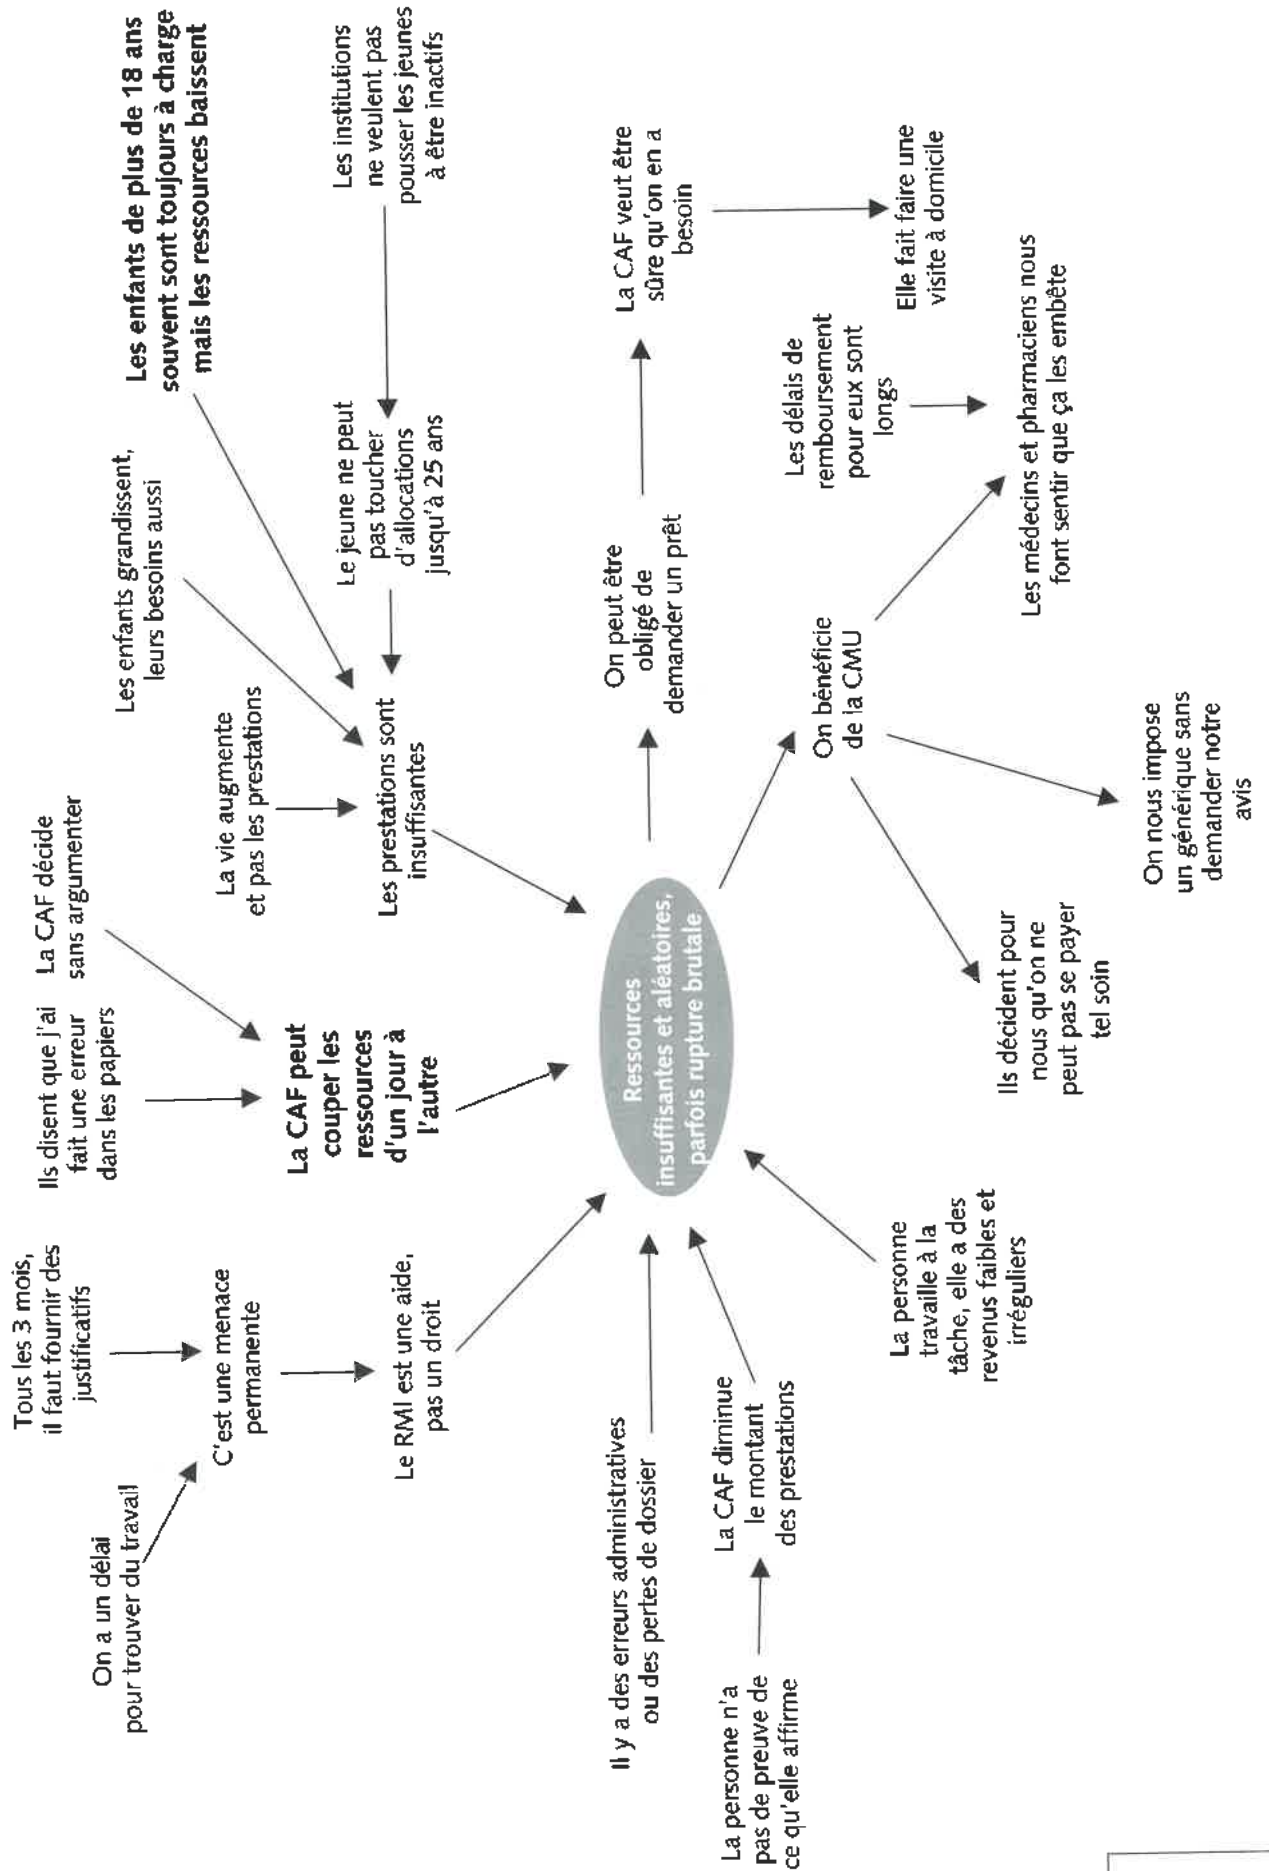 Tous les 3 mois,
il faut fournir des
justificatifs
On a un délai
pour trouver du travail
C'est une menace
permanente
Le RMI est une aide,
pas un droit
Ils disent que j'ai
fait une erreur
dans les papiers
La CAF décide
sans argumenter
La CAF peut
couper les
ressources
d'un jour à
l'autre
La vie augmente
et pas les prestations
Les enfants grandissent,
leurs besoins aussi
Les enfants de plus de 18 ans
souvent sont toujours à charge
mais les ressources baissent
Les prestations sont
insuffisantes
Le jeune ne peut
pas toucher
d'allocations
jusqu'à 25 ans
Les institutions
ne veulent pas
pousser les jeunes
à être inactifs
Ressources
insuffisantes et aléatoires,
parfois rupture brutale
On peut être
obligé de
demander un prêt
La CAF veut être
sûre qu'on en a
besoin
Elle fait faire une
visite à domicile
Il y a des erreurs administratives
ou des pertes de dossier
La personne n'a
pas de preuve de
ce qu'elle affirme
La CAF diminue
le montant
des prestations
La personne
travaille à la
tâche, elle a des
revenus faibles et
irréguliers
On bénéficie
de la CMU
Les délais de
remboursement
pour eux sont
longs
Les médecins et pharmaciens nous
font sentir que ça les embête
Ils décident pour
nous qu'on ne
peut pas se payer
tel soin
On nous impose
un générique sans
demander notre
avis